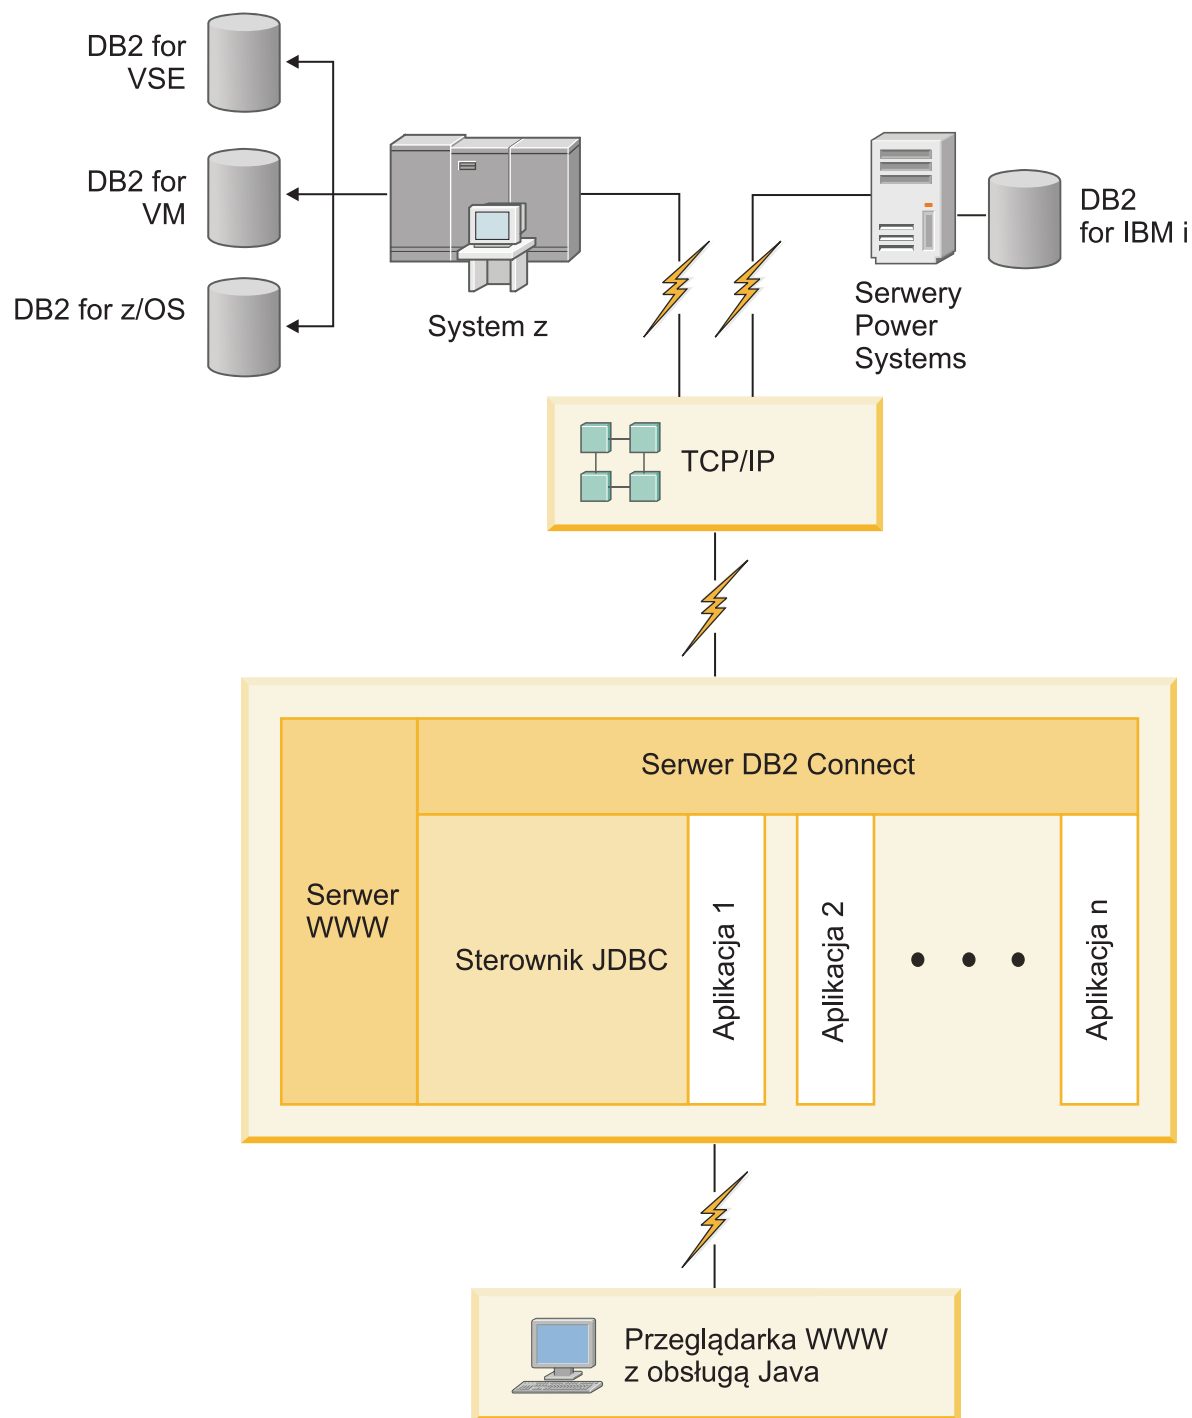 DB2 for
VSE
DB2 for
VM
DB2 for z/OS
System z
DB2
for IBM i
Serwery
Power
Systems
TCP/IP
Serwer DB2 Connect
Serwer
WWW
Sterownik JDBC
Aplikacja 1
Aplikacja 2
Aplikacja n
Przeglądarka WWW
z obsługą Java